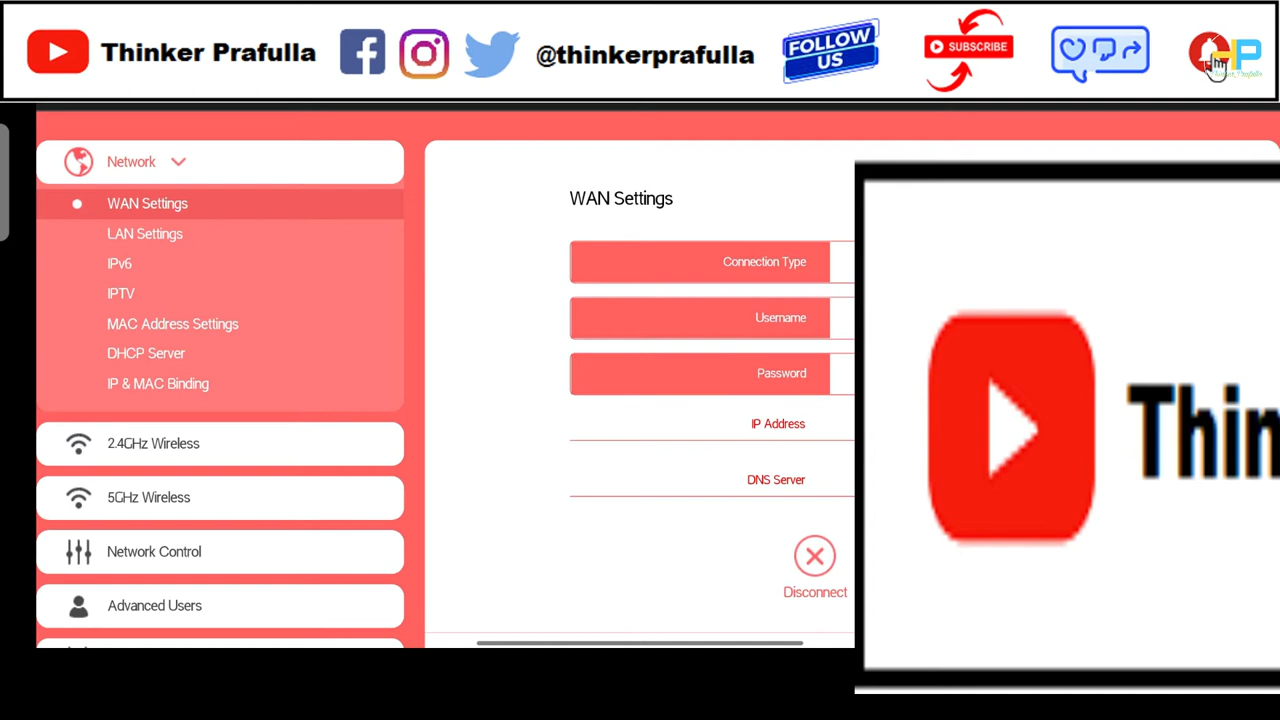 Thinker Prafulla
@thinkerprafulla
FOLLOW
US
SUBSCRIBE
Network
WAN Settings
LAN Settings
IPv6
IPTV
MAC Address Settings
DHCP Server
IP & MAC Binding
2.4GHz Wireless
5GHz Wireless
Network Control
Advanced Users
WAN Settings
Connection Type
Username
Password
IP Address
DNS Server
Disconnect
Thin